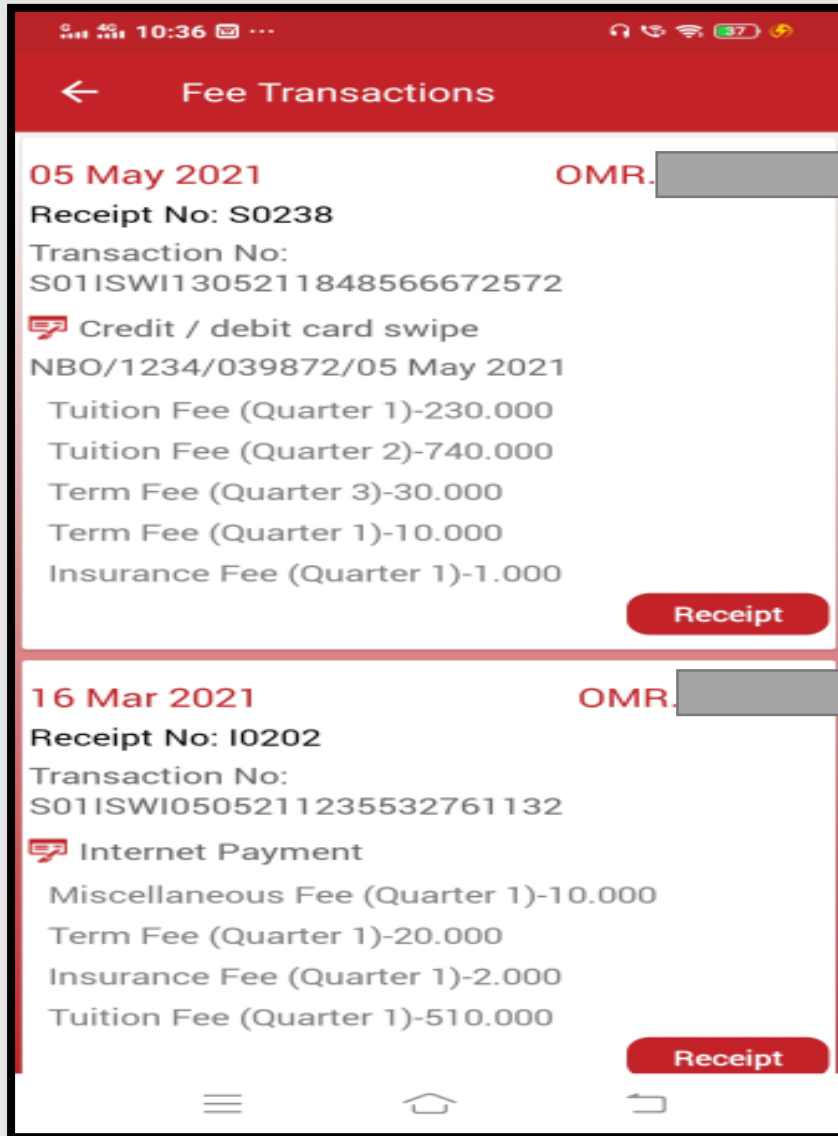 10:36 ...
37
Fee Transactions
05 May 2021 OMR.
Receipt No: S0238
Transaction No:
S01ISWI1305211848566672572
Credit / debit card swipe
NBO/1234/039872/05 May 2021
Tuition Fee (Quarter 1)-230.000
Tuition Fee (Quarter 2)-740.000
Term Fee (Quarter 3)-30.000
Term Fee (Quarter 1)-10.000
Insurance Fee (Quarter 1)-1.000
Receipt
16 Mar 2021 OMR.
Receipt No: I0202
Transaction No:
S01ISWI0505211235532761132
Internet Payment
Miscellaneous Fee (Quarter 1)-10.000
Term Fee (Quarter 1)-20.000
Insurance Fee (Quarter 1)-2.000
Tuition Fee (Quarter 1)-510.000
Receipt